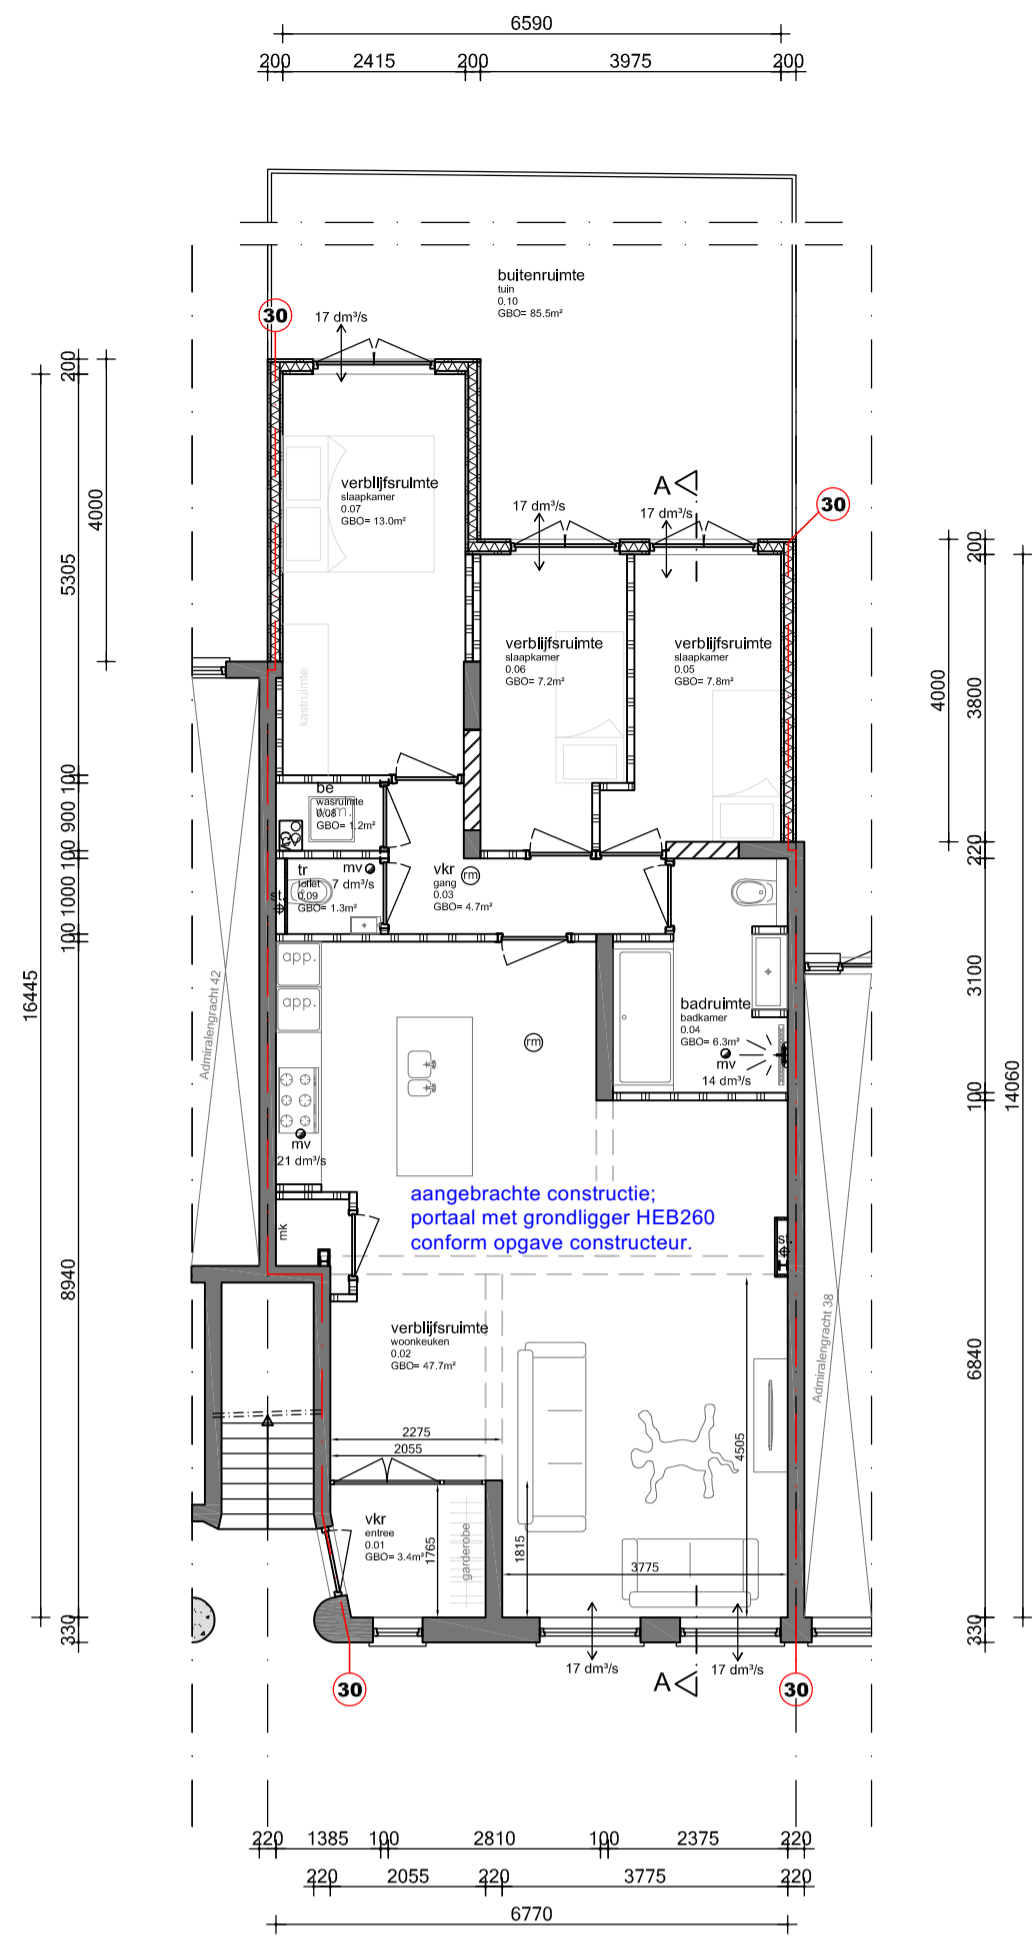 6590
200 2415 200 3975 200
buitenruimte
tuin
0.10
GBO= 85.5m²
30
17 dm³/s
200
4000
5305
verblijfsruimte
slaapkamer
0.07
GBO= 13.0m²
kastruimte
A
17 dm³/s
17 dm³/s
30
verblijfsruimte
slaapkamer
0.06
GBO= 7.2m²
verblijfsruimte
slaapkamer
0.05
GBO= 7.8m²
200
4000
3800
220
100
900
100
1000
100
be
wasruimte
w.m.
0.08
GBO= 1.2m²
tr
toilet
0.09
GBO= 1.3m²
mv
7 dm³/s
st.
vkr
gang
0.03
GBO= 4.7m²
rm
app.
app.
rm
badruimte
badkamer
0.04
GBO= 6.3m²
mv
14 dm³/s
3100
100
14060
16445
Admiralengracht 42
mv
21 dm³/s
mk
aangebrachte constructie;
portaal met grondligger HEB260
conform opgave constructeur.
st.
8940
verblijfsruimte
woonkeuken
0.02
GBO= 47.7m²
Admiralengracht 38
6840
2275
2055
4505
vkr
entree
0.01
GBO= 3.4m²
1765
garderobe
1815
3775
330
330
17 dm³/s
17 dm³/s
A
30
30
220 1385 100 2810 100 2375 220
220 2055 220 3775 220
6770